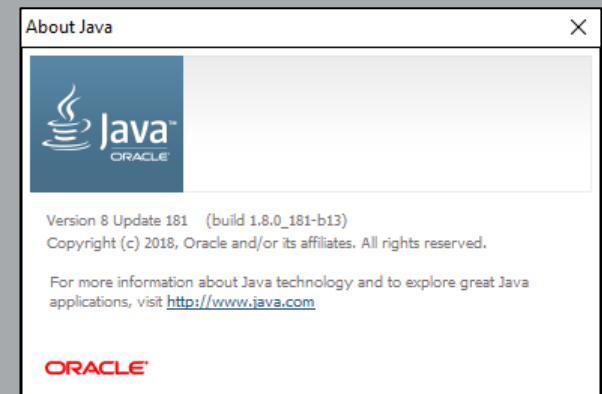 About Java
Java™
ORACLE
Version 8 Update 181 (build 1.8.0_181-b13)
Copyright (c) 2018, Oracle and/or its affiliates. All rights reserved.
For more information about Java technology and to explore great Java
applications, visit http://www.java.com
ORACLE